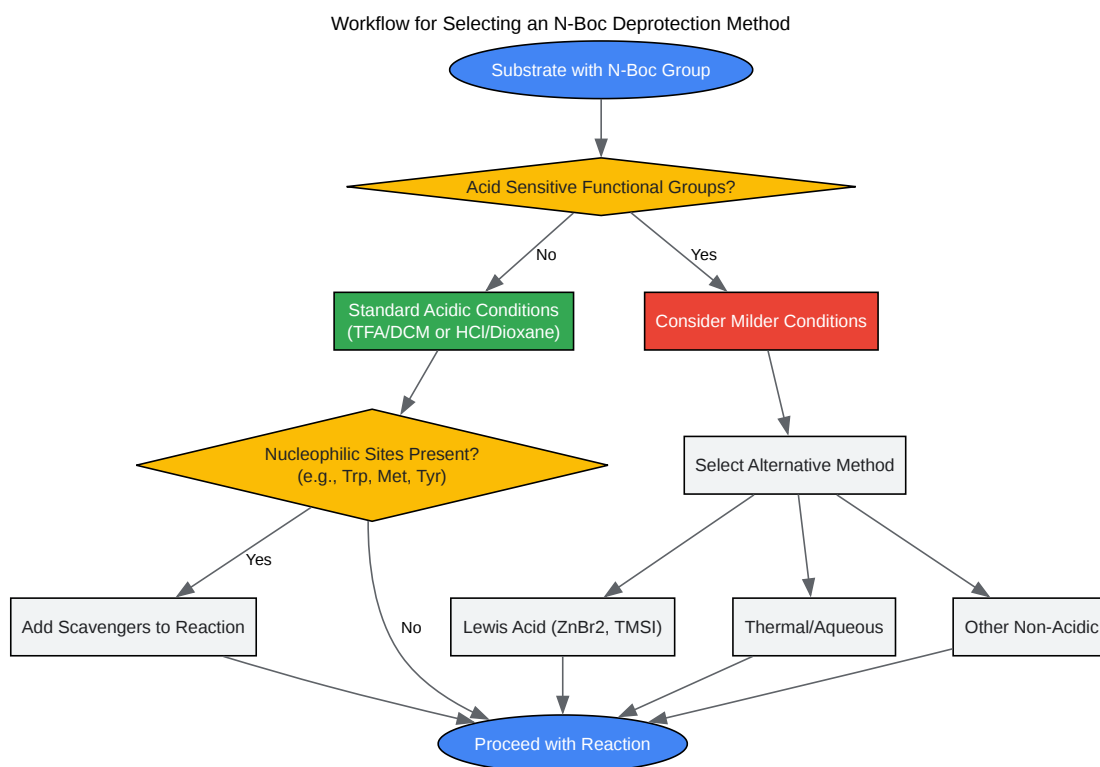 Workflow for Selecting an N-Boc Deprotection Method
Substrate with N-Boc Group
Acid Sensitive Functional Groups?
No
Yes
Standard Acidic Conditions
(TFA/DCM or HCl/Dioxane)
Consider Milder Conditions
Nucleophilic Sites Present?
(e.g., Trp, Met, Tyr)
Select Alternative Method
Yes
No
Add Scavengers to Reaction
Lewis Acid (ZnBr2, TMSI)
Thermal/Aqueous
Other Non-Acidic
Proceed with Reaction